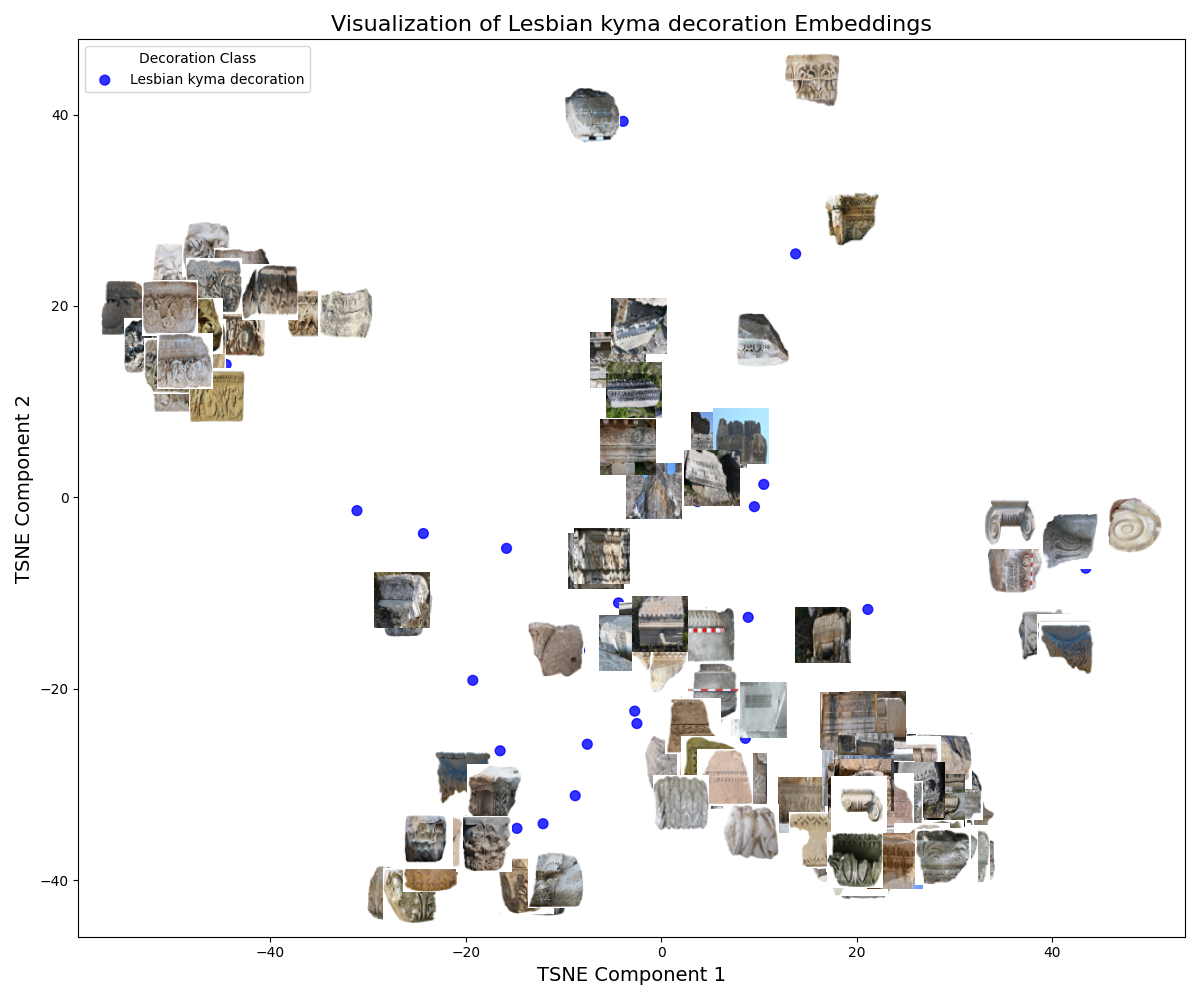 Visualization of Lesbian kyma decoration Embeddings
Decoration Class
Lesbian kyma decoration
TSNE Component 2
40
20
0
−20
−40
−40
−20
0
20
40
TSNE Component 1